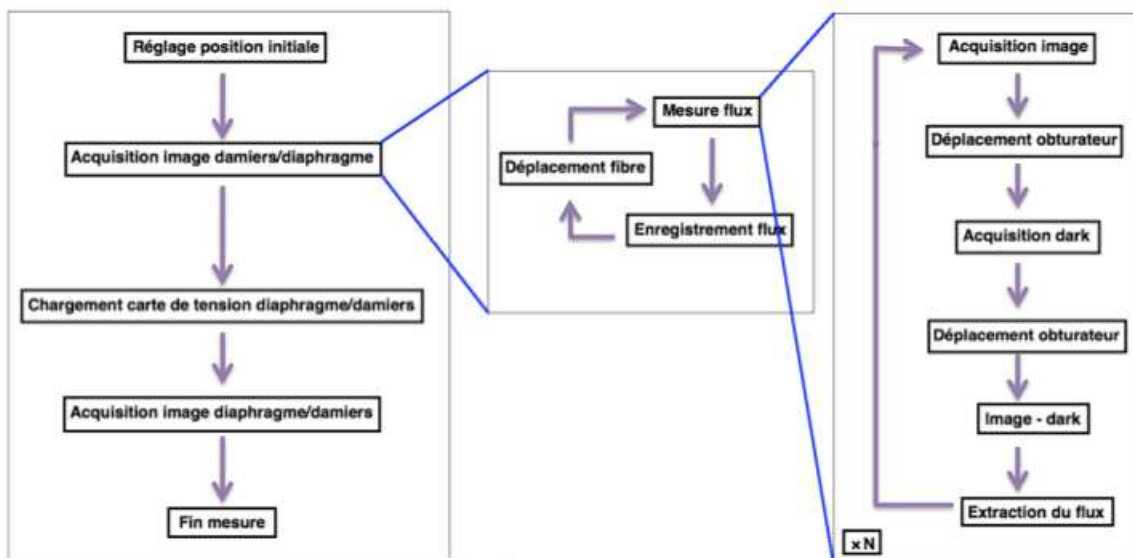 Réglage position initiale
Acquisition image damiers/diaphragme
Chargement carte de tension diaphragme/damiers
Acquisition image diaphragme/damiers
Fin mesure
Mesure flux
Déplacement fibre
Enregistrement flux
Acquisition image
Déplacement obturateur
Acquisition dark
Déplacement obturateur
Image - dark
Extraction du flux
x N